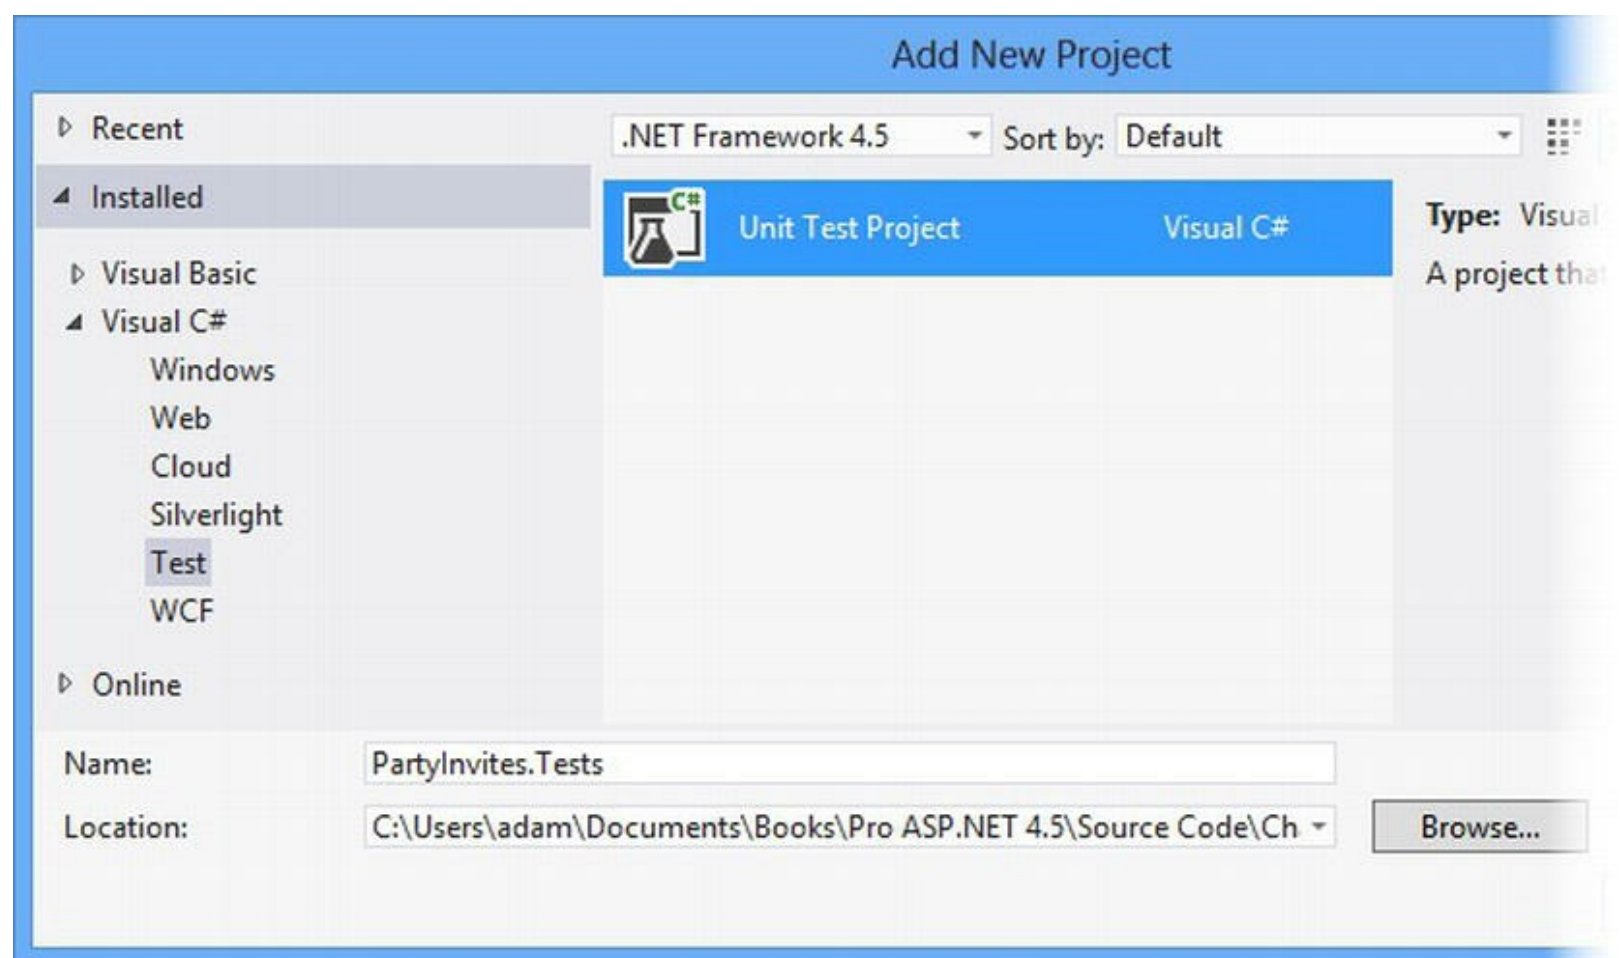 Add New Project
Recent
Installed
Visual Basic
Visual C#
Windows
Web
Cloud
Silverlight
Test
WCF
Online
.NET Framework 4.5 Sort by: Default
C#
Unit Test Project Visual C#
Type: Visual
A project that
Name: PartyInvites.Tests
Location: C:\Users\adam\Documents\Books\Pro ASP.NET 4.5\Source Code\Ch Browse...